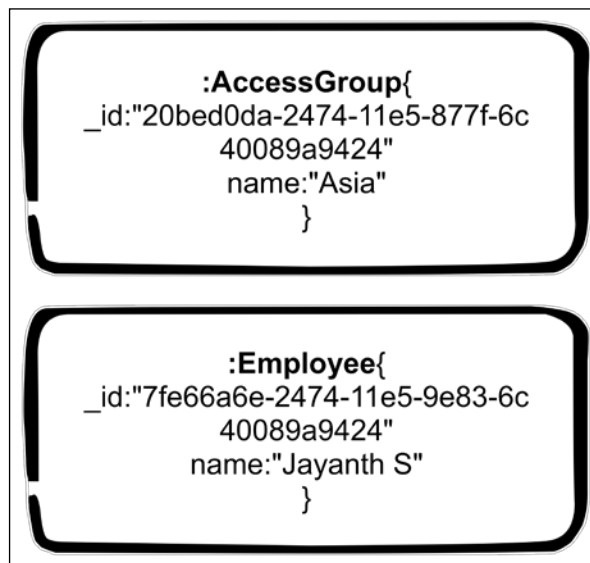 :AccessGroup{
_id:"20bed0da-2474-11e5-877f-6c
40089a9424"
name:"Asia"
}
:Employee{
_id:"7fe66a6e-2474-11e5-9e83-6c
40089a9424"
name:"Jayanth S"
}